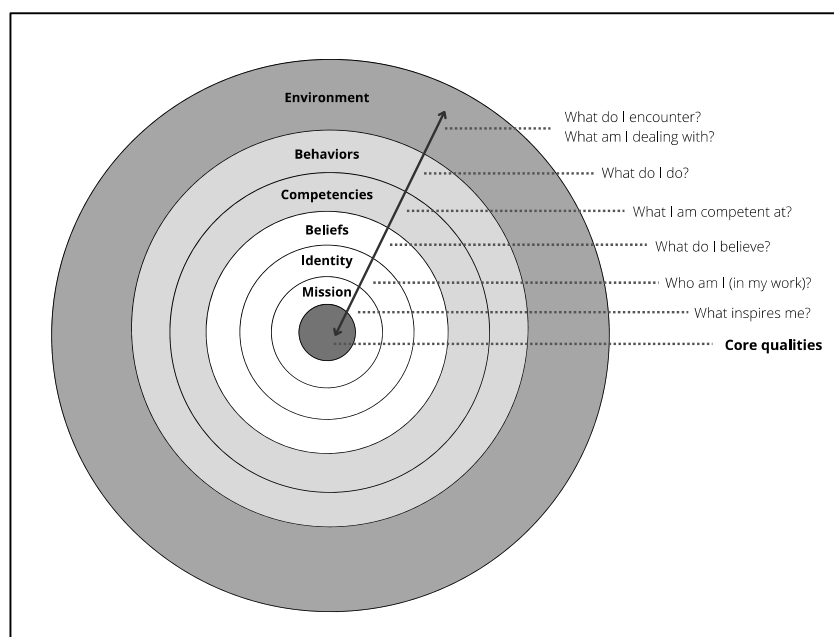 Environment
What do I encounter?
What am I dealing with?
Behaviors
What do I do?
Competencies
What I am competent at?
Beliefs
What do I believe?
Identity
Who am I (in my work)?
Mission
What inspires me?
Core qualities